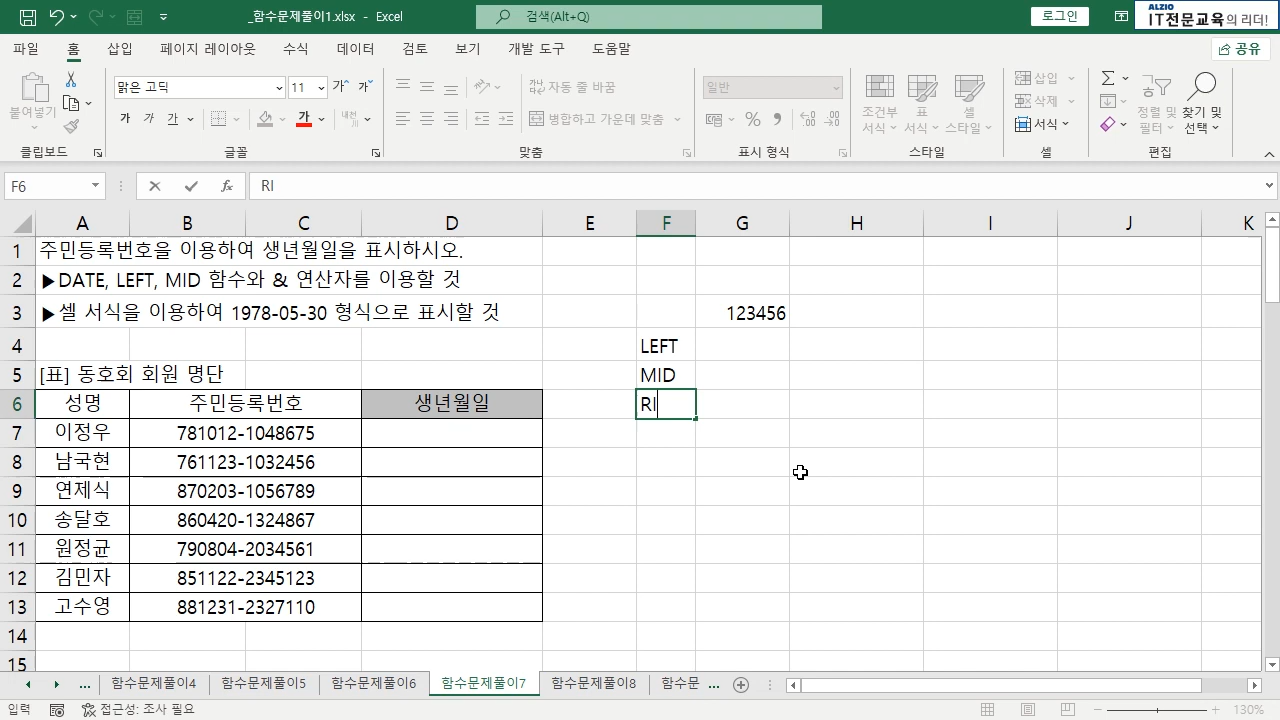 _함수문제풀이1.xlsx - Excel
검색(Alt+Q)
로그인
ALZIO
IT전문교육의 리더!
파일 홈 삽입 페이지 레이아웃 수식 데이터 검토 보기 개발 도구 도움말
공유
붙여넣기
맑은 고딕 11 가 가
가 가 가 가 내천
자동 줄 바꿈
병합하고 가운데 맞춤
일반
조건부 서식
표 서식
셀 스타일
삽입
삭제
서식
정렬 및 필터
찾기 및 선택
클립보드 글꼴 맞춤 표시 형식 스타일 셀 편집
F6 fx RI
A B C D E F G H I J K
1 주민등록번호을 이용하여 생년월일을 표시하시오.
2 ▶DATE, LEFT, MID 함수와 & 연산자를 이용할 것
3 ▶셀 서식을 이용하여 1978-05-30 형식으로 표시할 것 123456
4 LEFT
5 [표] 동호회 회원 명단 MID
6 성명 주민등록번호 생년월일 RI
7 이정우 781012-1048675
8 남국현 761123-1032456
9 연제식 870203-1056789
10 송달호 860420-1324867
11 원정균 790804-2034561
12 김민자 851122-2345123
13 고수영 881231-2327110
14
15
... 함수문제풀이4 함수문제풀이5 함수문제풀이6 함수문제풀이7 함수문제풀이8 함수문 ...
입력 접근성: 조사 필요 130%